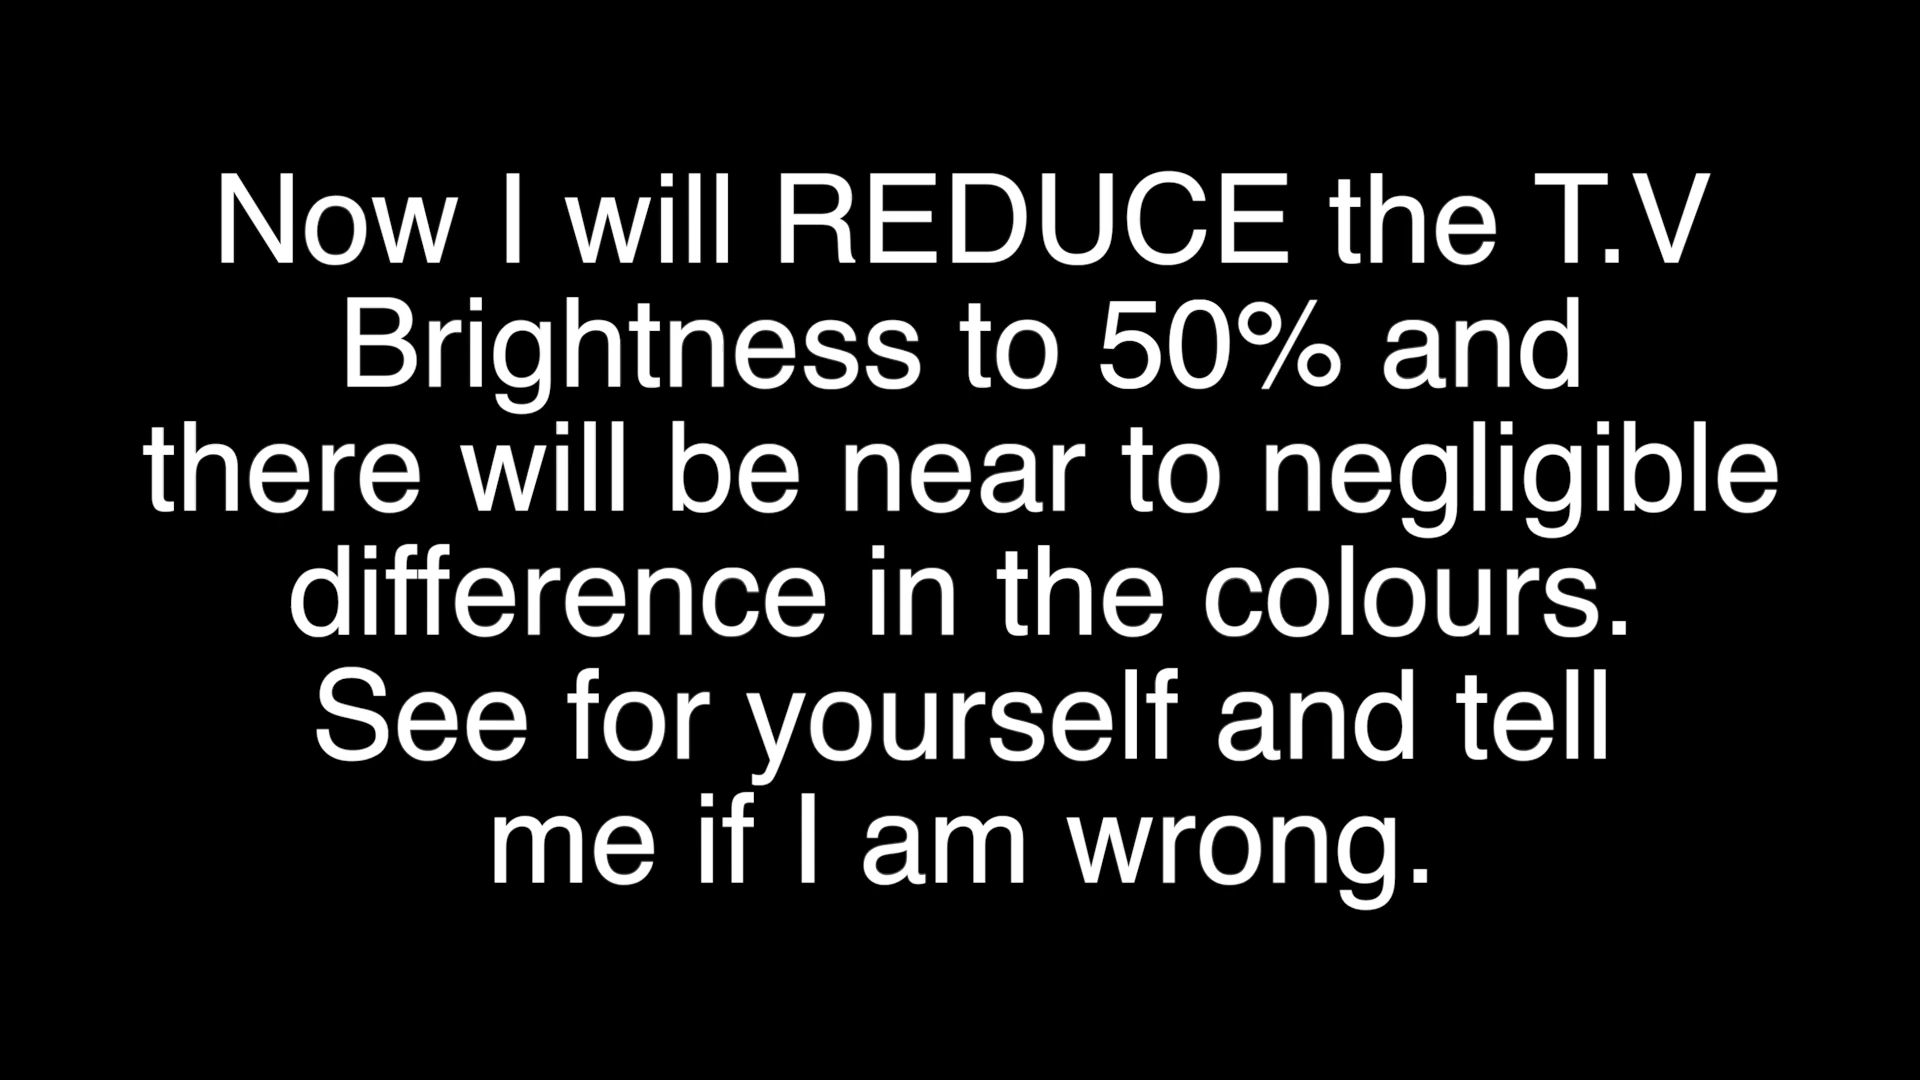 Now I will REDUCE the T.V
Brightness to 50% and
there will be near to negligible
difference in the colours.
See for yourself and tell
me if I am wrong.